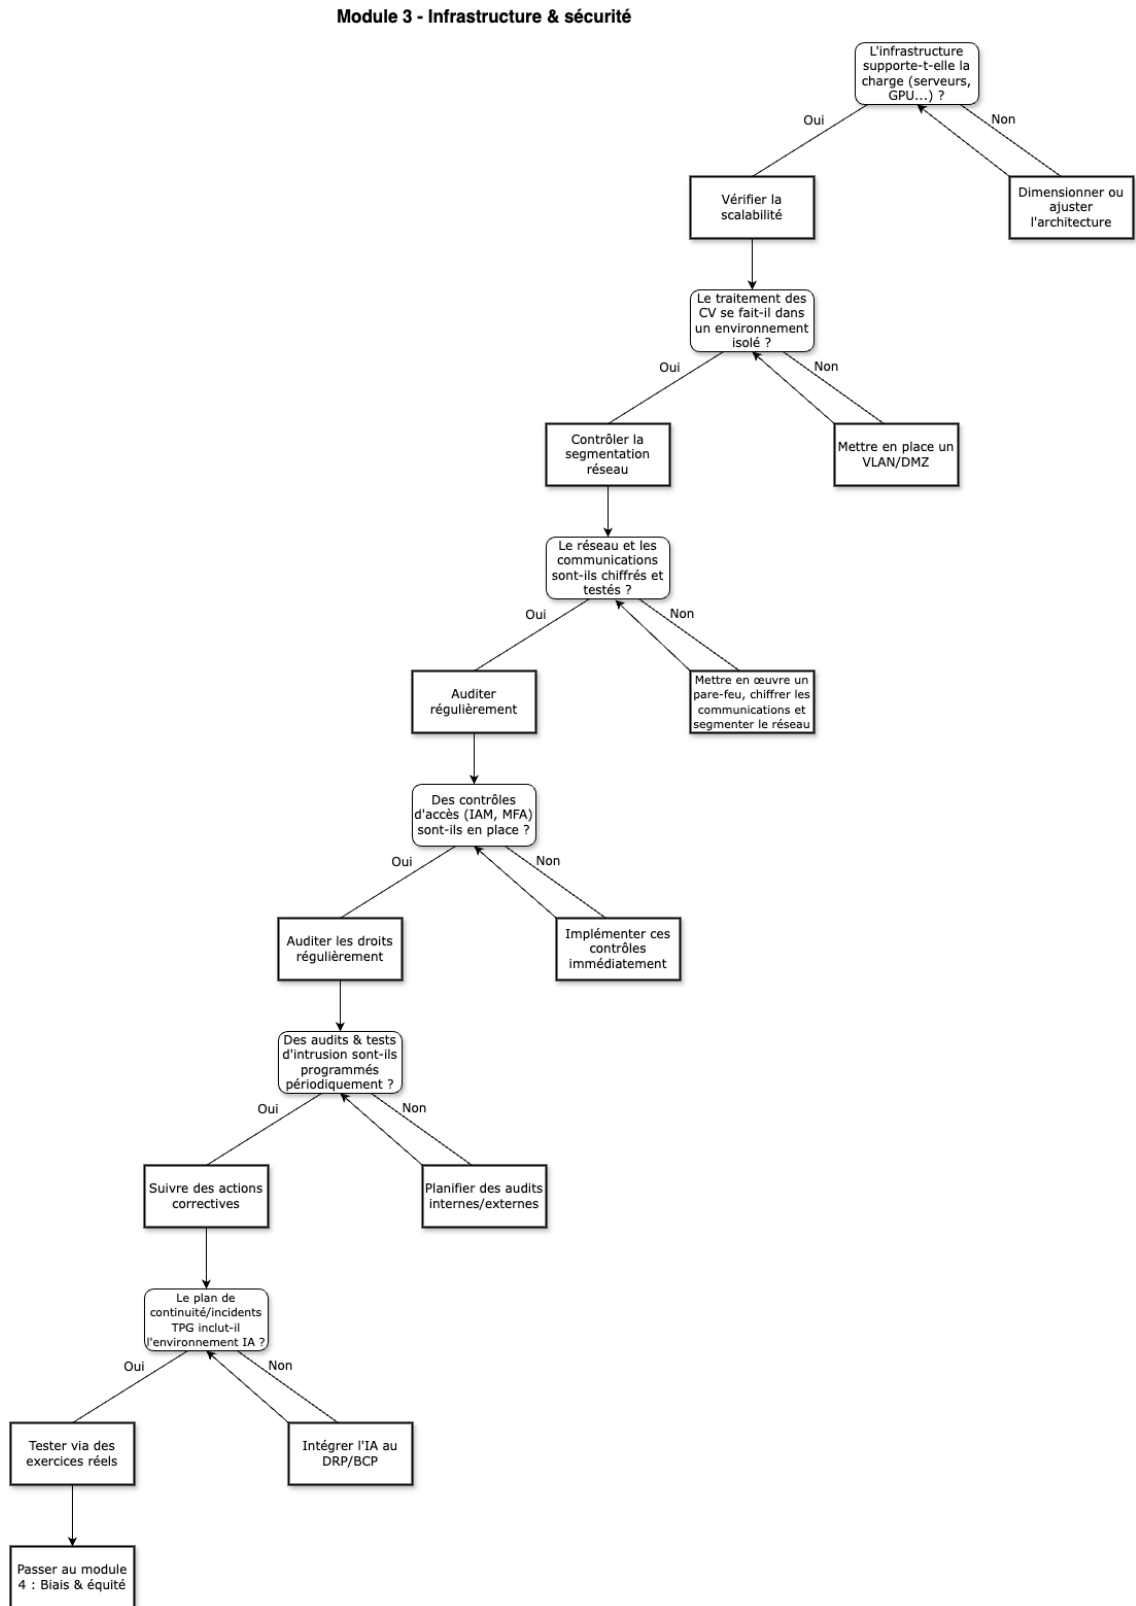 Module 3 - Infrastructure & sécurité
L'infrastructure
supporte-t-elle la
charge (serveurs,
GPU...) ?
Oui
Non
Vérifier la
scalabilité
Dimensionner ou
ajuster
l'architecture
Le traitement des
CV se fait-il dans
un environnement
isolé ?
Oui
Non
Contrôler la
segmentation
réseau
Mettre en place un
VLAN/DMZ
Le réseau et les
communications
sont-ils chiffrés et
testés ?
Oui
Non
Auditer
régulièrement
Mettre en œuvre un
pare-feu, chiffrer les
communications et
segmenter le réseau
Des contrôles
d'accès (IAM, MFA)
sont-ils en place ?
Oui
Non
Auditer les droits
régulièrement
Implémenter ces
contrôles
immédiatement
Des audits & tests
d'intrusion sont-ils
programmés
périodiquement ?
Oui
Non
Suivre des actions
correctives
Planifier des audits
internes/externes
Le plan de
continuité/incidents
TPG inclut-il
l'environnement IA ?
Oui
Non
Tester via des
exercices réels
Intégrer l'IA au
DRP/BCP
Passer au module
4 : Biais & équité